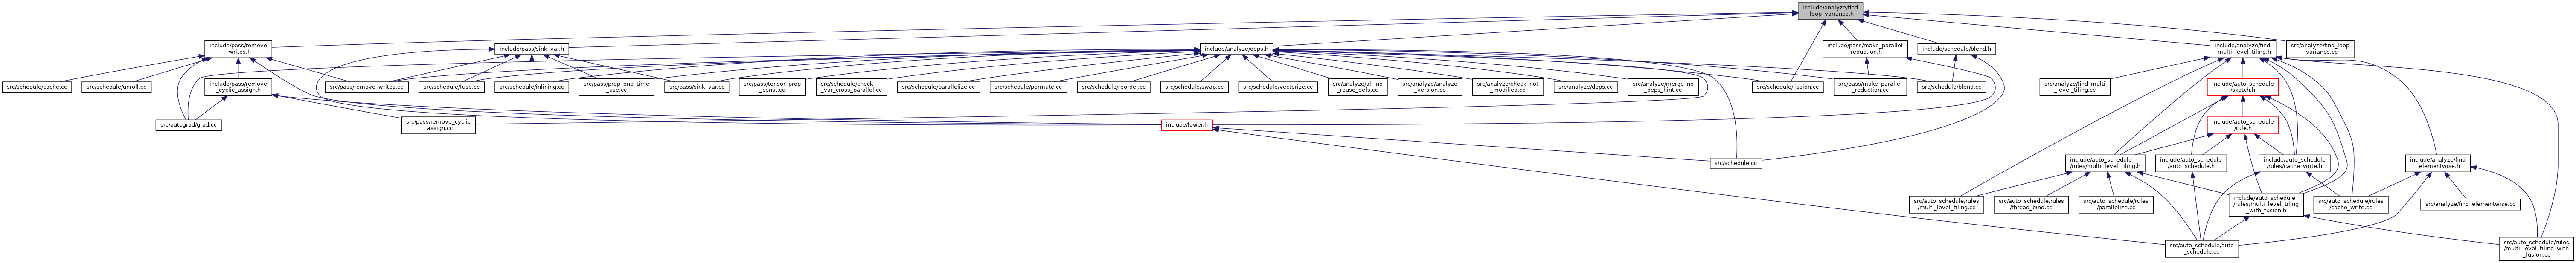 include/analyze/find
_loop_variance.h
include/pass/remove
_writes.h
include/pass/sink_var.h
include/analyze/deps.h
include/pass/make_parallel
_reduction.h
include/schedule/blend.h
include/analyze/find
_multi_level_tiling.h
src/analyze/find_loop
_variance.cc
src/schedule/cache.cc
src/schedule/unroll.cc
include/pass/remove
_cyclic_assign.h
src/pass/remove_writes.cc
src/schedule/fuse.cc
src/schedule/inlining.cc
src/pass/prop_one_time
_use.cc
src/pass/sink_var.cc
src/pass/tensor_prop
_const.cc
src/schedule/check
_var_cross_parallel.cc
src/schedule/parallelize.cc
src/schedule/permute.cc
src/schedule/reorder.cc
src/schedule/swap.cc
src/schedule/vectorize.cc
src/analyze/all_no
_reuse_defs.cc
src/analyze/analyze
_version.cc
src/analyze/check_not
_modified.cc
src/analyze/deps.cc
src/analyze/merge_no
_deps_hint.cc
src/schedule/fission.cc
src/pass/make_parallel
_reduction.cc
src/schedule/blend.cc
src/analyze/find_multi
_level_tiling.cc
include/auto_schedule
/sketch.h
src/autograd/grad.cc
src/pass/remove_cyclic
_assign.cc
include/lower.h
include/auto_schedule
/rule.h
src/schedule.cc
include/auto_schedule
/rules/multi_level_tiling.h
include/auto_schedule
/auto_schedule.h
include/auto_schedule
/rules/cache_write.h
include/analyze/find
_elementwise.h
src/auto_schedule/rules
/multi_level_tiling.cc
src/auto_schedule/rules
/thread_bind.cc
src/auto_schedule/rules
/parallelize.cc
include/auto_schedule
/rules/multi_level_tiling
_with_fusion.h
src/auto_schedule/rules
/cache_write.cc
src/analyze/find_elementwise.cc
src/auto_schedule/auto
_schedule.cc
src/auto_schedule/rules
/multi_level_tiling_with
_fusion.cc